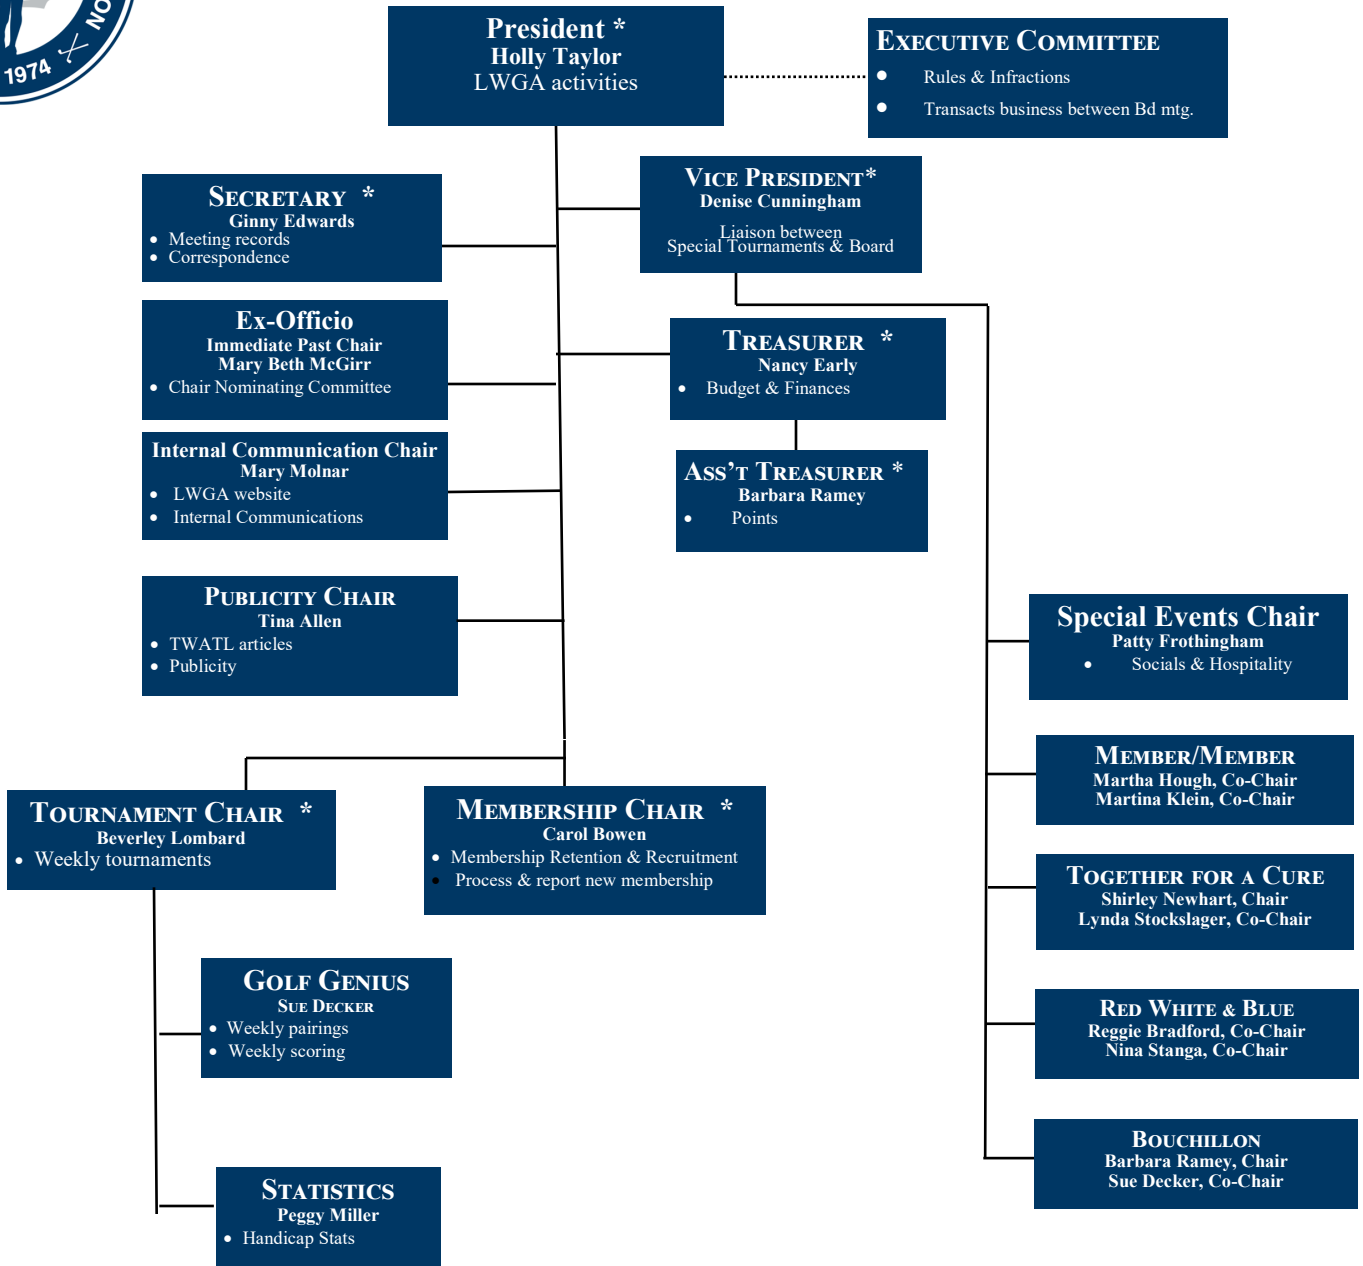 ON
1974
President *
Holly Taylor
LWGA activities
EXECUTIVE COMMITTEE
● Rules & Infractions
● Transacts business between Bd mtg.
SECRETARY *
Ginny Edwards
• Meeting records
• Correspondence
VICE PRESIDENT*
Denise Cunningham
Liaison between
Special Tournaments & Board
Ex-Officio
Immediate Past Chair
Mary Beth McGirr
• Chair Nominating Committee
TREASURER *
Nancy Early
• Budget & Finances
Internal Communication Chair
Mary Molnar
• LWGA website
• Internal Communications
ASS’T TREASURER *
Barbara Ramey
• Points
PUBLICITY CHAIR
Tina Allen
• TWATL articles
• Publicity
Special Events Chair
Patty Frothingham
• Socials & Hospitality
MEMBER/MEMBER
Martha Hough, Co-Chair
Martina Klein, Co-Chair
TOURNAMENT CHAIR *
Beverley Lombard
• Weekly tournaments
MEMBERSHIP CHAIR *
Carol Bowen
• Membership Retention & Recruitment
• Process & report new membership
TOGETHER FOR A CURE
Shirley Newhart, Chair
Lynda Stockslager, Co-Chair
GOLF GENIUS
SUE DECKER
• Weekly pairings
• Weekly scoring
RED WHITE & BLUE
Reggie Bradford, Co-Chair
Nina Stanga, Co-Chair
BOUCHILLON
Barbara Ramey, Chair
Sue Decker, Co-Chair
STATISTICS
Peggy Miller
• Handicap Stats